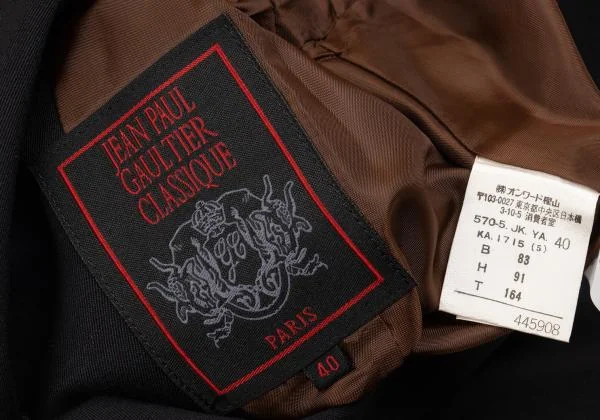 JEAN PAUL
GAULTIER
CLASSIQUE
PARIS
40
㈱オンワード樫山
〒103-0027 東京都中央区日本橋
3-10-5 消費者室
570-5. JK. YA. 40
KA. 1715 (S)
B 83
H 91
T 164
445908